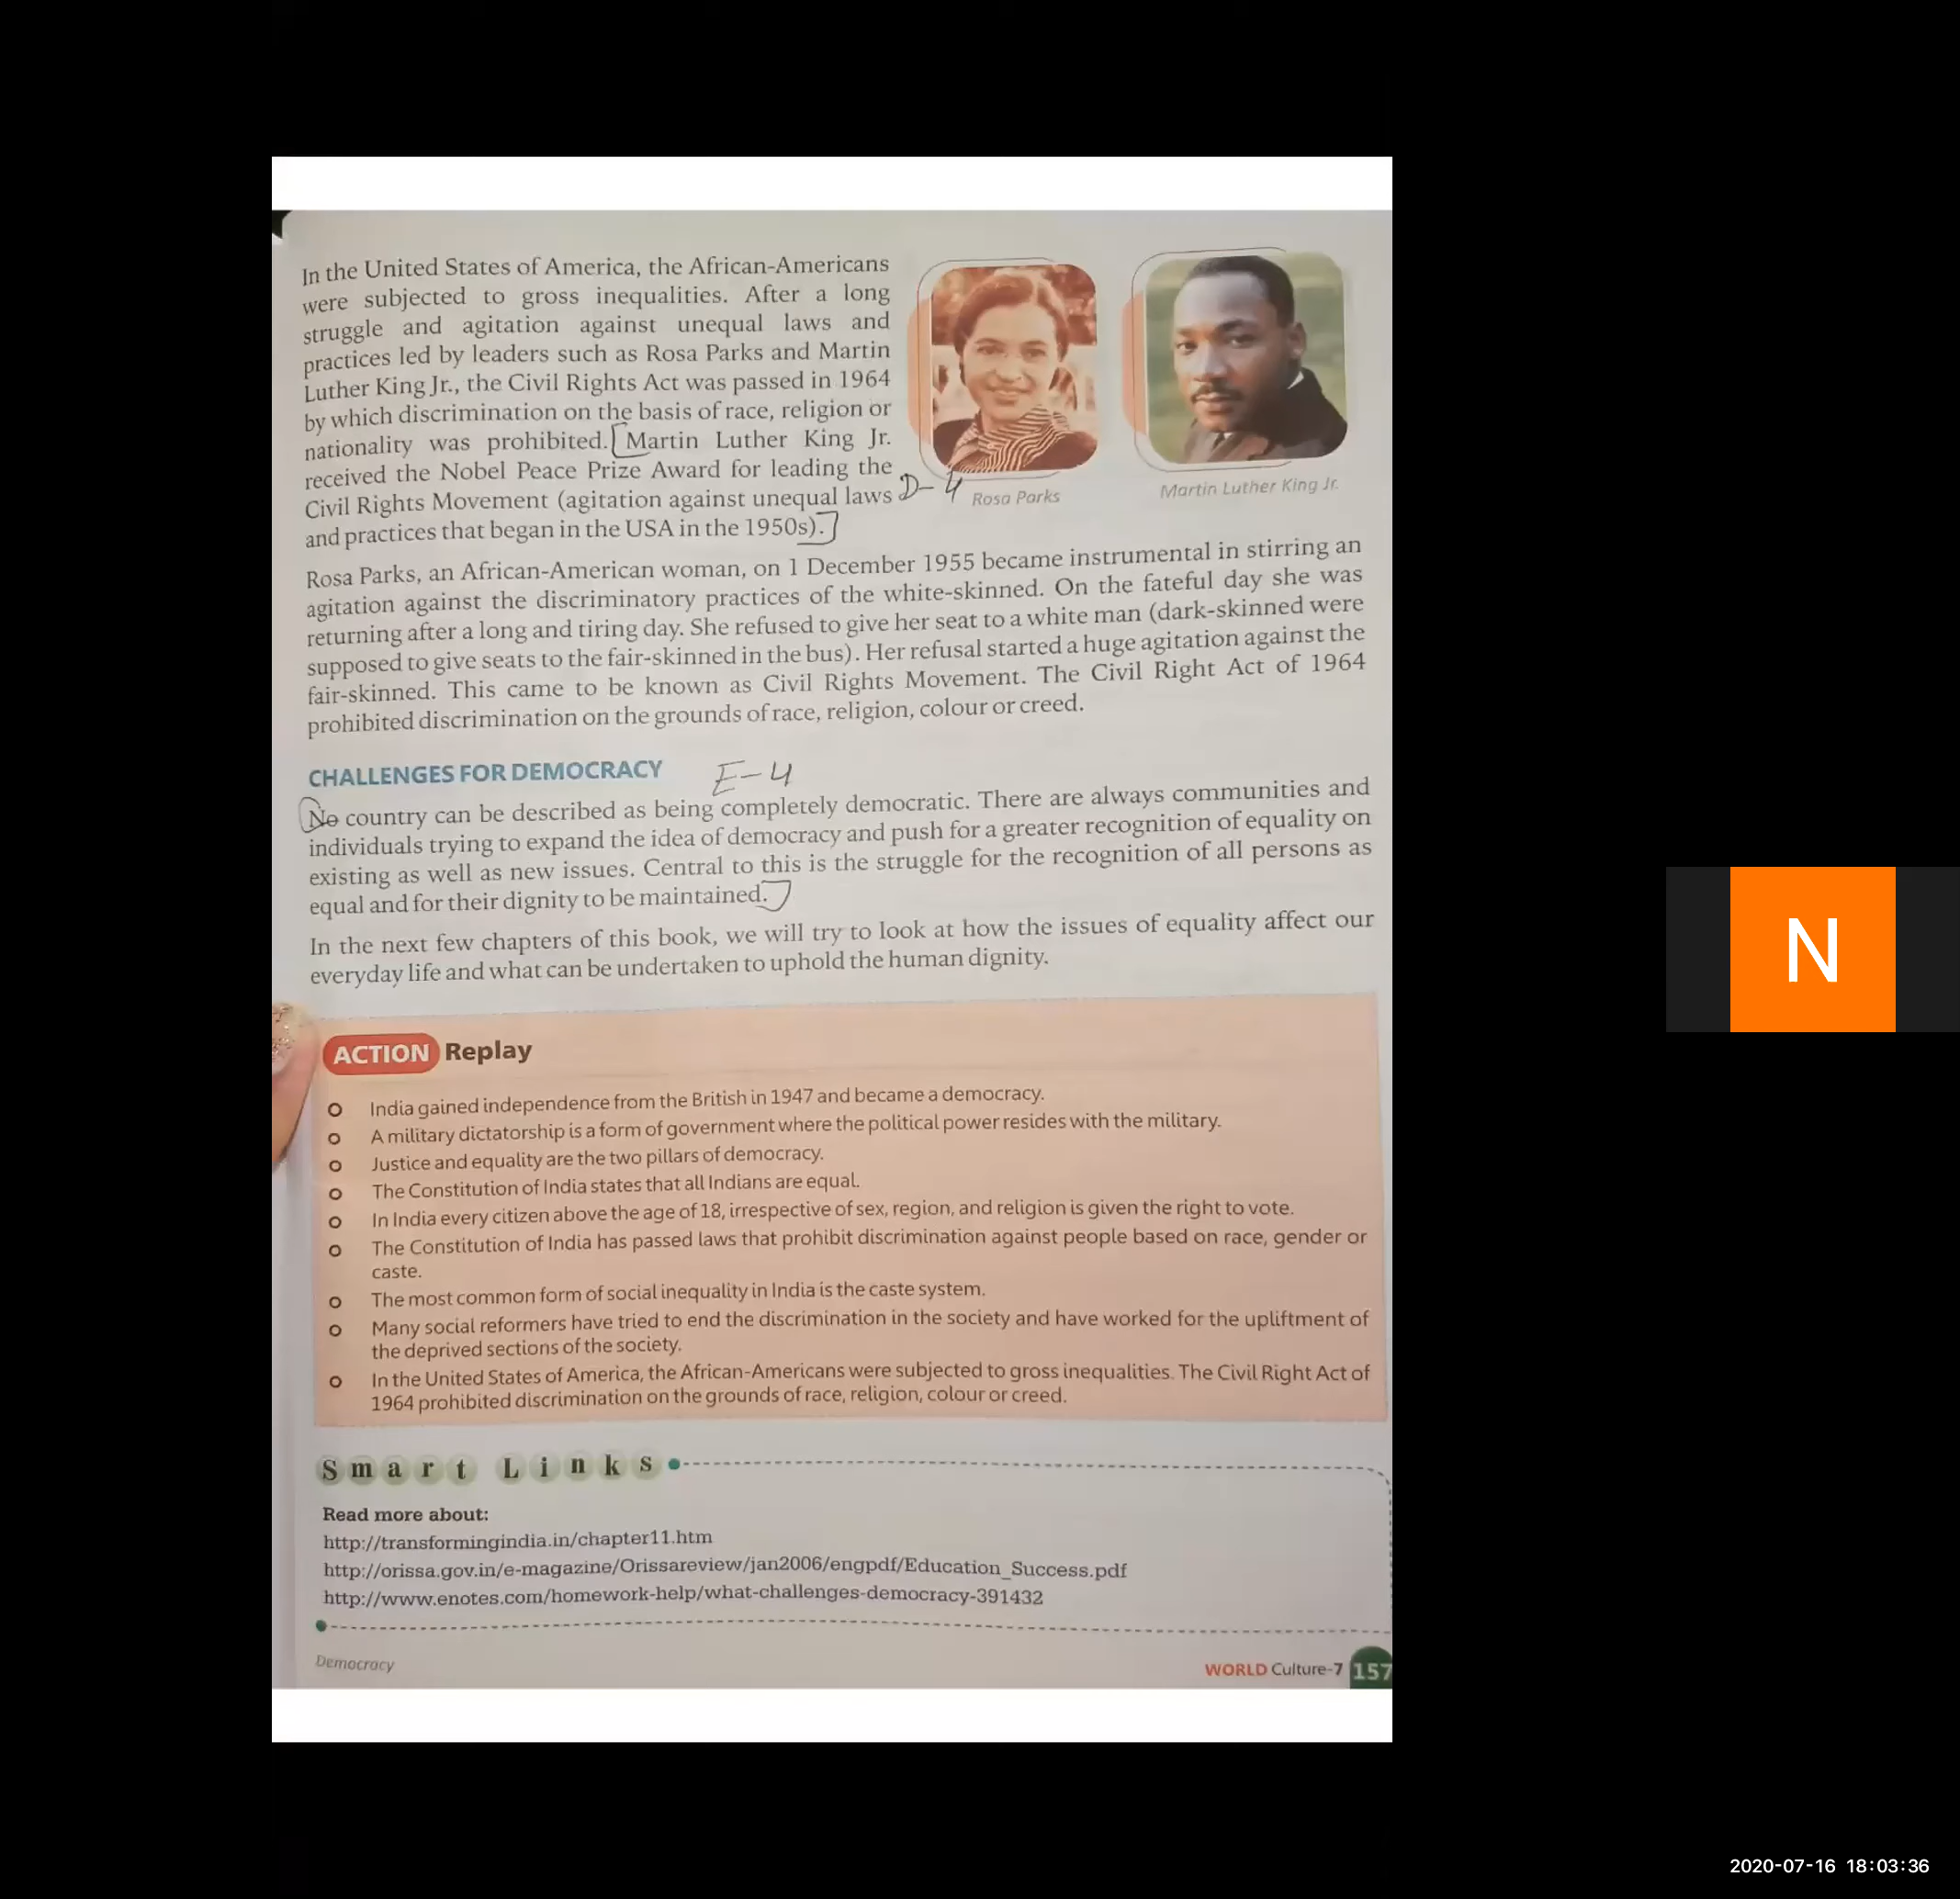 In the United States of America, the African-Americans
were subjected to gross inequalities. After a long
struggle and agitation against unequal laws and
practices led by leaders such as Rosa Parks and Martin
Luther King Jr., the Civil Rights Act was passed in 1964
by which discrimination on the basis of race, religion or
nationality was prohibited. Martin Luther King Jr.
received the Nobel Peace Prize Award for leading the
Civil Rights Movement (agitation against unequal laws
and practices that began in the USA in the 1950s).
D-4
Rosa Parks
Martin Luther King Jr.
Rosa Parks, an African-American woman, on 1 December 1955 became instrumental in stirring an
agitation against the discriminatory practices of the white-skinned. On the fateful day she was
returning after a long and tiring day. She refused to give her seat to a white man (dark-skinned were
supposed to give seats to the fair-skinned in the bus). Her refusal started a huge agitation against the
fair-skinned. This came to be known as Civil Rights Movement. The Civil Right Act of 1964
prohibited discrimination on the grounds of race, religion, colour or creed.
CHALLENGES FOR DEMOCRACY
E-4
No country can be described as being completely democratic. There are always communities and
individuals trying to expand the idea of democracy and push for a greater recognition of equality on
existing as well as new issues. Central to this is the struggle for the recognition of all persons as
equal and for their dignity to be maintained.
In the next few chapters of this book, we will try to look at how the issues of equality affect our
everyday life and what can be undertaken to uphold the human dignity.
ACTION Replay
India gained independence from the British in 1947 and became a democracy.
A military dictatorship is a form of government where the political power resides with the military.
Justice and equality are the two pillars of democracy.
The Constitution of India states that all Indians are equal.
In India every citizen above the age of 18, irrespective of sex, region, and religion is given the right to vote.
The Constitution of India has passed laws that prohibit discrimination against people based on race, gender or
caste.
The most common form of social inequality in India is the caste system.
Many social reformers have tried to end the discrimination in the society and have worked for the upliftment of
the deprived sections of the society.
In the United States of America, the African-Americans were subjected to gross inequalities. The Civil Right Act of
1964 prohibited discrimination on the grounds of race, religion, colour or creed.
Smart Links
Read more about:
http://transformingindia.in/chapter11.htm
http://orissa.gov.in/e-magazine/Orissareview/jan2006/engpdf/Education_Success.pdf
http://www.enotes.com/homework-help/what-challenges-democracy-391432
Democracy
WORLD Culture-7 157
N
2020-07-16 18:03:36